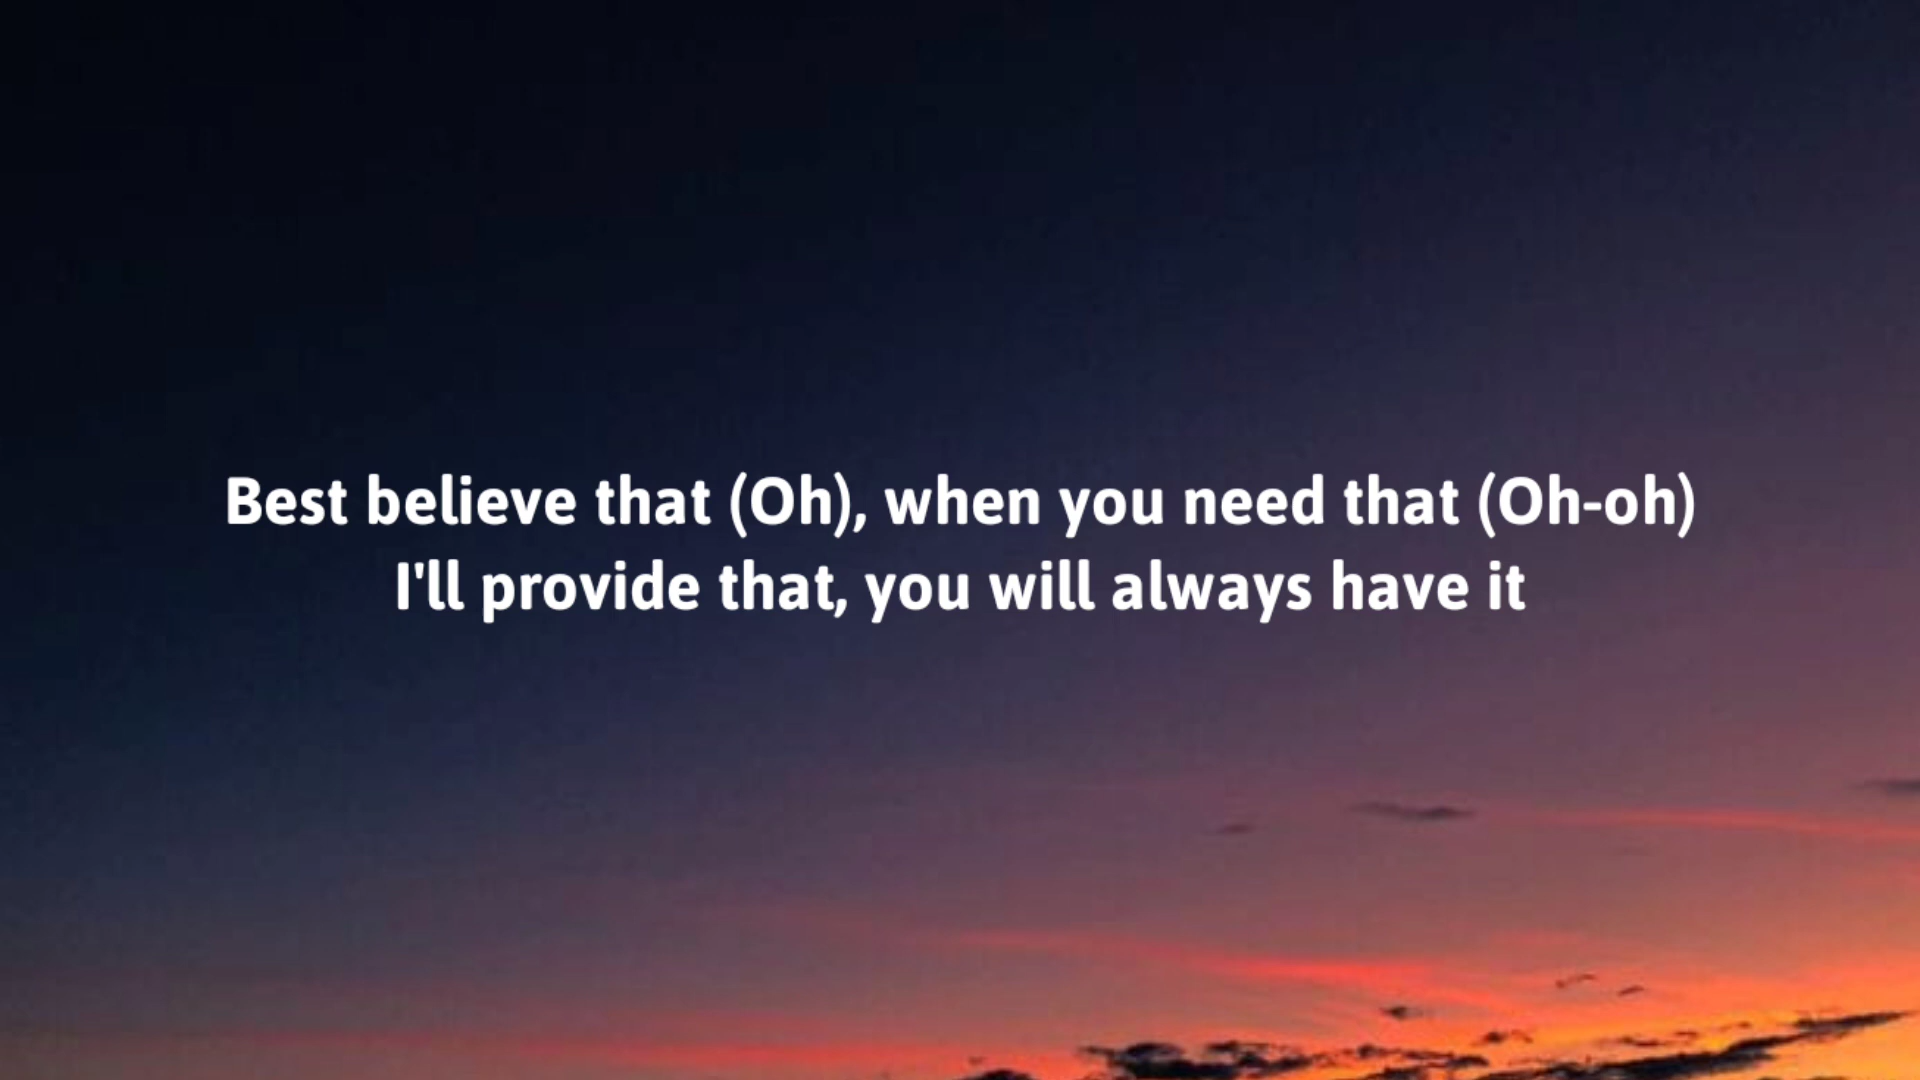 Best believe that (Oh), when you need that (Oh-oh)
I'll provide that, you will always have it